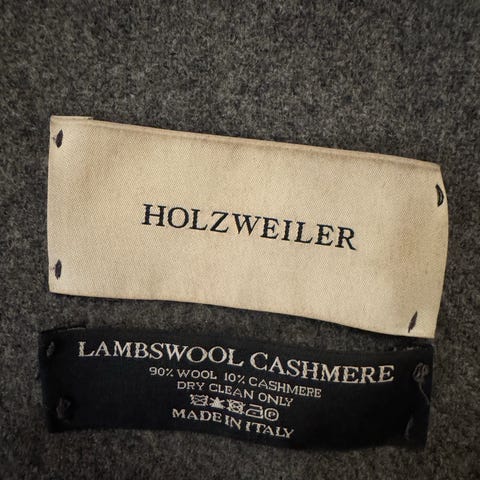 HOLZWEILER
LAMBSWOOL CASHMERE
90% WOOL 10% CASHMERE
DRY CLEAN ONLY
MADE IN ITALY